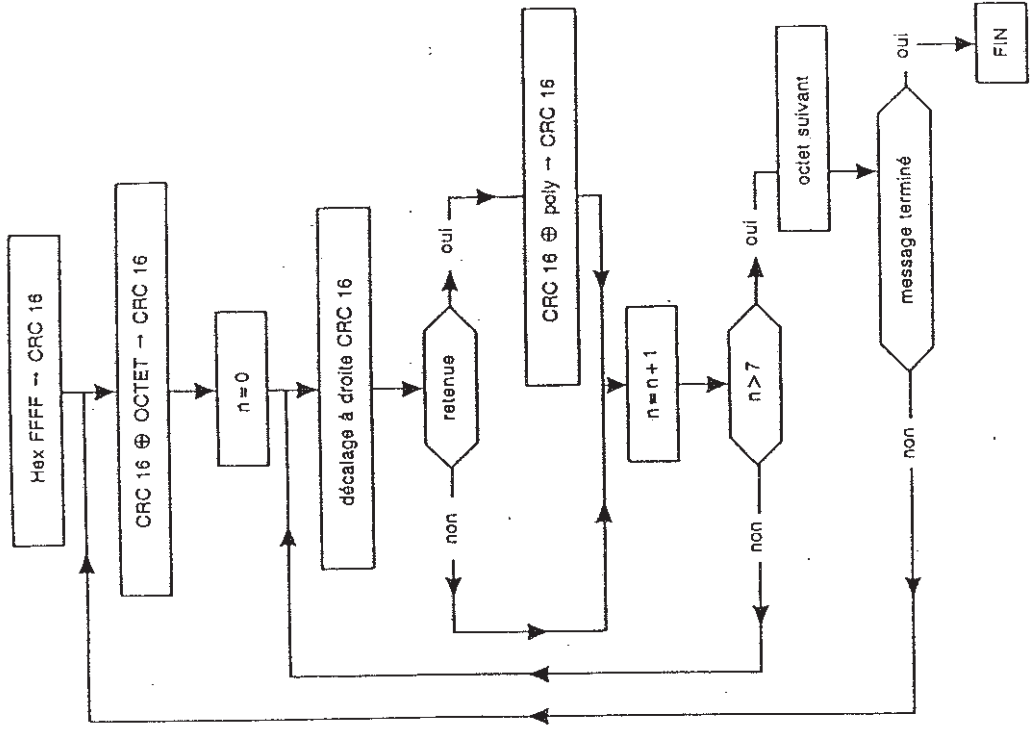 Hex FFFF → CRC 16
CRC 16 ⊕ OCTET → CRC 16
n = 0
décalage à droite CRC 16
retenue
oui
non
CRC 16 ⊕ poly → CRC 16
n = n + 1
n > 7
oui
non
octet suivant
message terminé
oui
non
FIN